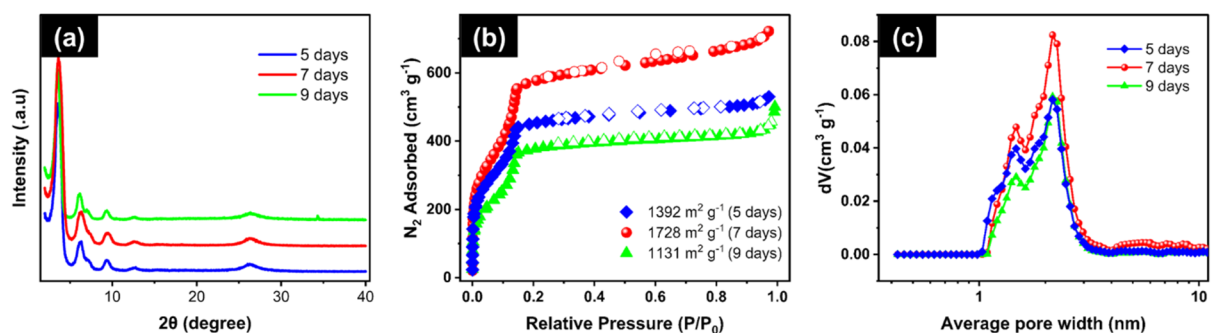 (a)
5 days
7 days
9 days
Intensity (.a.u)
10
20
30
40
2θ (degree)
(b)
600
400
200
0
N₂ Adsorbed (cm³ g⁻¹)
1392 m² g⁻¹ (5 days)
1728 m² g⁻¹ (7 days)
1131 m² g⁻¹ (9 days)
0.0 0.2 0.4 0.6 0.8 1.0
Relative Pressure (P/P₀)
(c)
5 days
7 days
9 days
0.08
0.06
0.04
0.02
0.00
dV(cm³ g⁻¹)
1 10
Average pore width (nm)